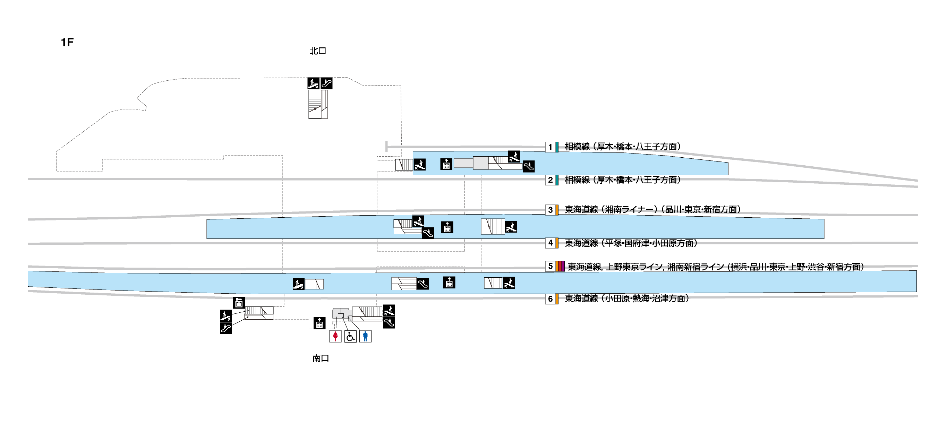 1F
北口
1 相模線（厚木・橋本・八王子方面）
2 相模線（厚木・橋本・八王子方面）
3 東海道線（湘南ライナー）（品川・東京・新宿方面）
4 東海道線（平塚・国府津・小田原方面）
5 東海道線, 上野東京ライン, 湘南新宿ライン（横浜・品川・東京・上野・渋谷・新宿方面）
6 東海道線（小田原・熱海・沼津方面）
南口